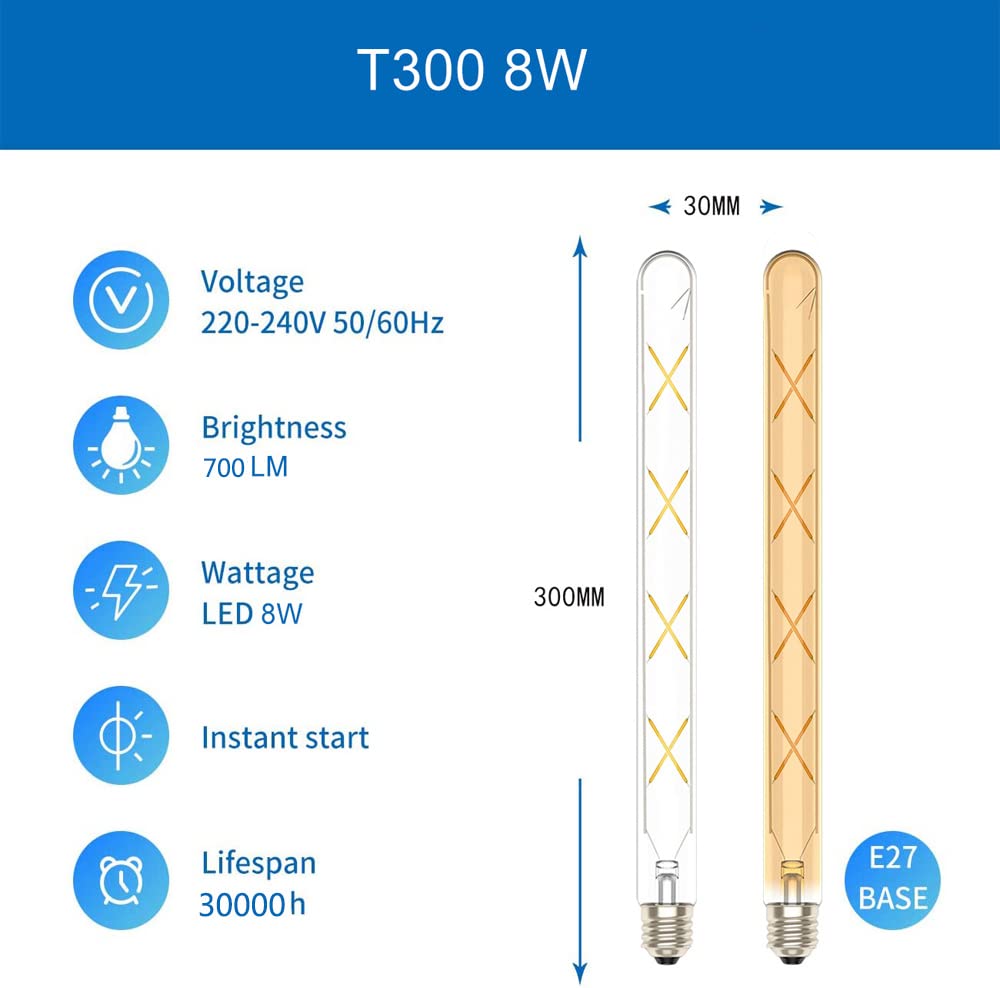 T300 8W
30MM
Voltage
220-240V 50/60Hz
Brightness
700 LM
Wattage
LED 8W
300MM
Instant start
Lifespan
30000h
E27
BASE